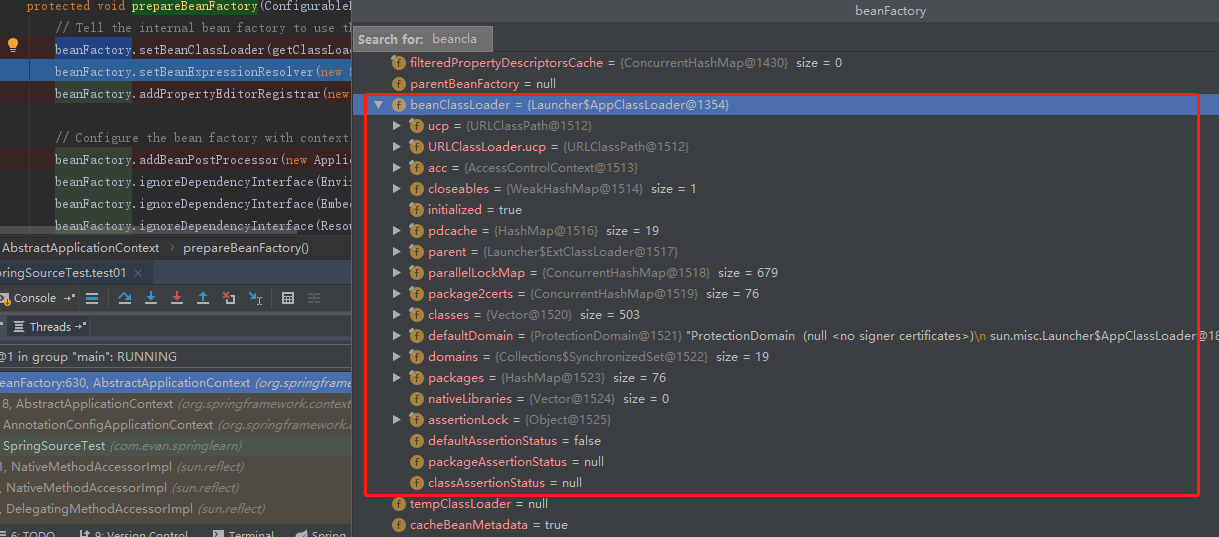 protected void prepareBeanFactory(Configurable
// Tell the internal bean factory to use th
beanFactory.setBeanClassLoader(getClassLoa
beanFactory.setBeanExpressionResolver(new
beanFactory.addPropertyEditorRegistrar(new
// Configure the bean factory with context
beanFactory.addBeanPostProcessor(new Applic
beanFactory.ignoreDependencyInterface(Envir
beanFactory.ignoreDependencyInterface(Embed
beanFactory.ignoreDependencyInterface(Resou
AbstractApplicationContext › prepareBeanFactory()
SpringSourceTest.test01 ×
Console
Threads
@1 in group "main": RUNNING
eanFactory:630, AbstractApplicationContext (org.springframe
8, AbstractApplicationContext (org.springframework.context
AnnotationConfigApplicationContext (org.springframework.c
SpringSourceTest (com.evan.springlearn)
, NativeMethodAccessorImpl (sun.reflect)
, NativeMethodAccessorImpl (sun.reflect)
, DelegatingMethodAccessorImpl (sun.reflect)
6: TODO 9: Version Control Terminal Spring
beanFactory
Search for: beancla
filteredPropertyDescriptorsCache = {ConcurrentHashMap@1430} size = 0
parentBeanFactory = null
beanClassLoader = {Launcher$AppClassLoader@1354}
ucp = {URLClassPath@1512}
URLClassLoader.ucp = {URLClassPath@1512}
acc = {AccessControlContext@1513}
closeables = {WeakHashMap@1514} size = 1
initialized = true
pdcache = {HashMap@1516} size = 19
parent = {Launcher$ExtClassLoader@1517}
parallelLockMap = {ConcurrentHashMap@1518} size = 679
package2certs = {ConcurrentHashMap@1519} size = 76
classes = {Vector@1520} size = 503
defaultDomain = {ProtectionDomain@1521} "ProtectionDomain (null <no signer certificates>)\n sun.misc.Launcher$AppClassLoader@18
domains = {Collections$SynchronizedSet@1522} size = 19
packages = {HashMap@1523} size = 76
nativeLibraries = {Vector@1524} size = 0
assertionLock = {Object@1525}
defaultAssertionStatus = false
packageAssertionStatus = null
classAssertionStatus = null
tempClassLoader = null
cacheBeanMetadata = true